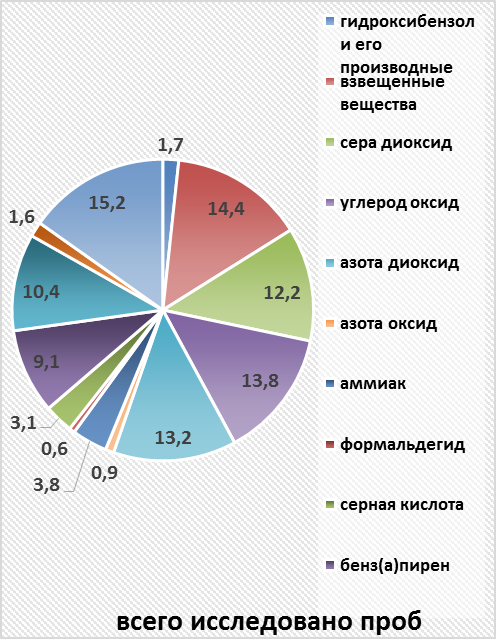 гидроксибензол
и его
производные
взвещенные
вещества
сера диоксид
углерод оксид
азота диоксид
азота оксид
аммиак
формальдегид
серная кислота
бенз(а)пирен
1,7
14,4
12,2
13,8
13,2
0,9
3,8
0,6
3,1
9,1
10,4
1,6
15,2
всего исследовано проб